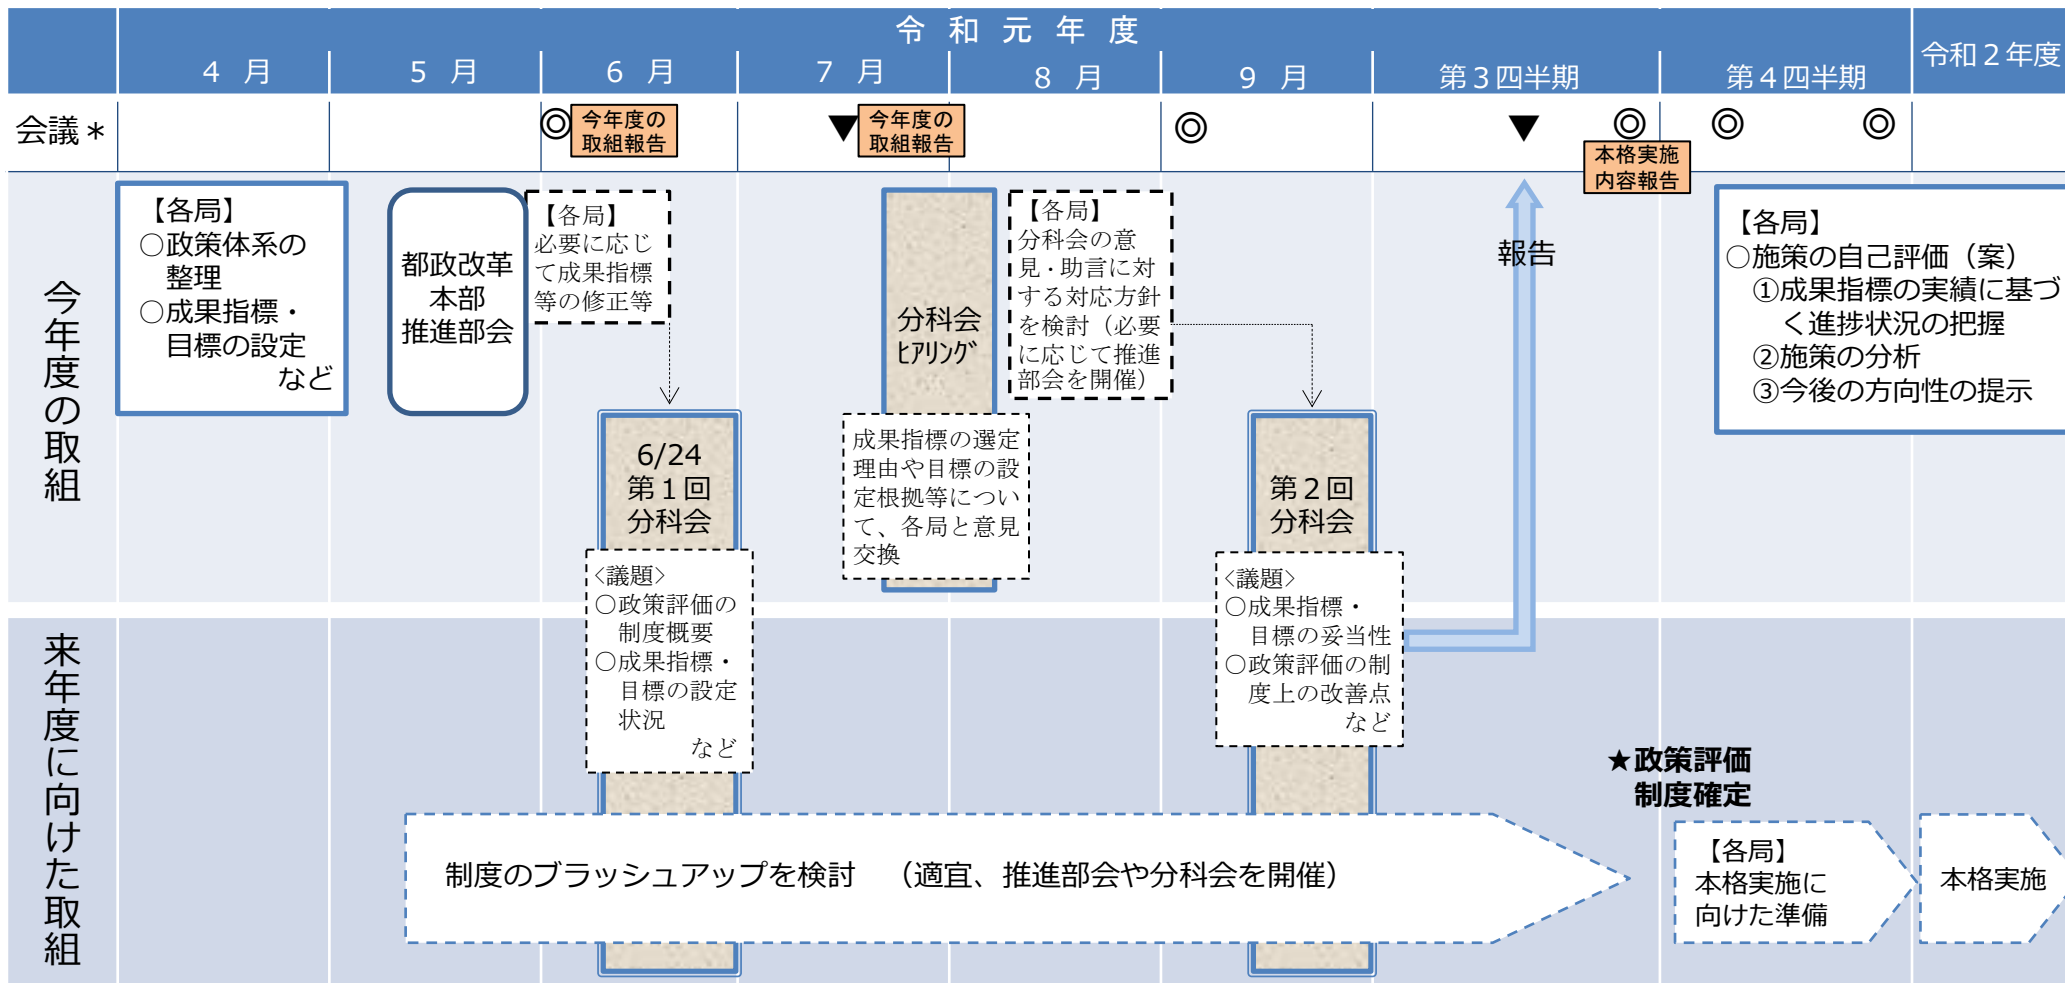 令和元年度
令和２年度
４月
５月
６月
７月
８月
９月
第３四半期
第４四半期
会議＊
◎
今年度の
取組報告
▼
今年度の
取組報告
◎
▼
◎
本格実施
内容報告
◎
◎
今年度の取組
【各局】
○政策体系の
整理
○成果指標・
目標の設定
など
都政改革
本部
推進部会
【各局】
必要に応じ
て成果指標
等の修正等
6/24
第１回
分科会
<議題>
○政策評価の
制度概要
○成果指標・
目標の設定
状況
など
分科会
ﾋｱﾘﾝｸﾞ
成果指標の選定
理由や目標の設
定根拠等につい
て、各局と意見
交換
【各局】
分科会の意
見・助言に対
する対応方針
を検討（必要
に応じて推進
部会を開催）
第２回
分科会
<議題>
○成果指標・
目標の妥当性
○政策評価の制
度上の改善点
など
報告
【各局】
○施策の自己評価（案）
①成果指標の実績に基づ
く進捗状況の把握
②施策の分析
③今後の方向性の提示
来年度に向けた取組
制度のブラッシュアップを検討　（適宜、推進部会や分科会を開催）
★政策評価
制度確定
【各局】
本格実施に
向けた準備
本格実施